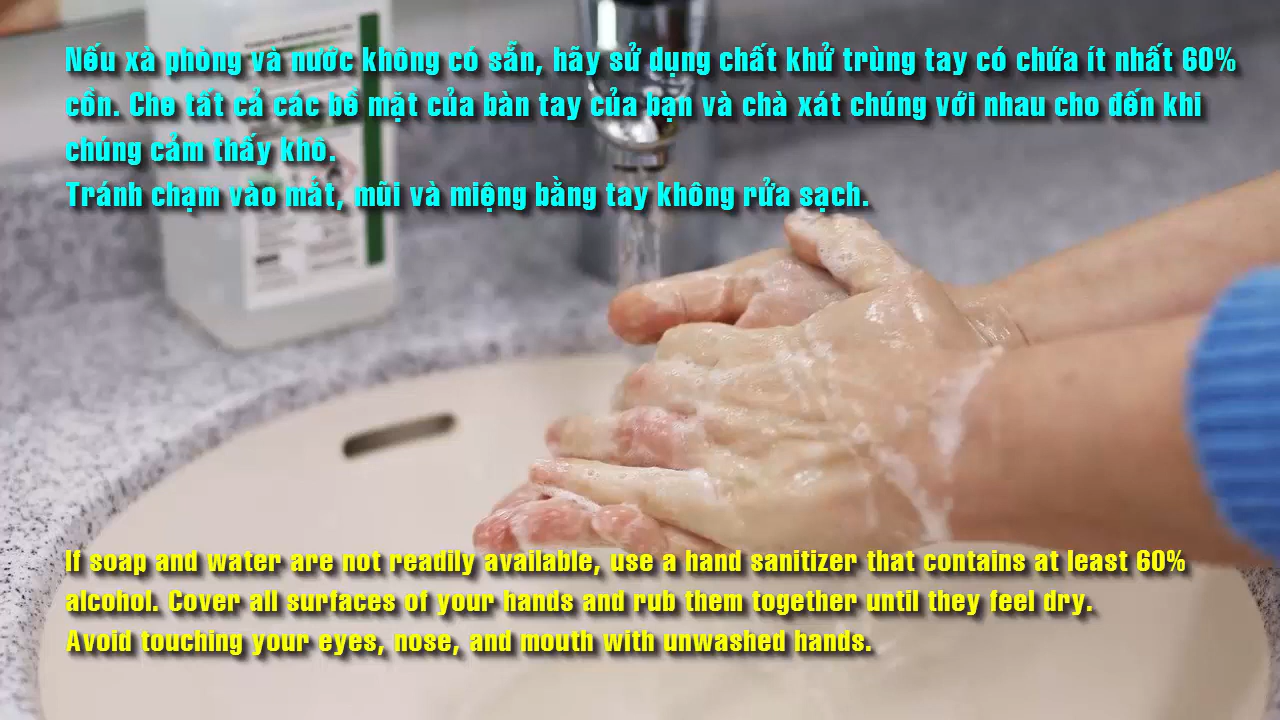 Nếu xà phòng và nước không có sẵn, hãy sử dụng chất khử trùng tay có chứa ít nhất 60%
cồn. Che tất cả các bề mặt của bàn tay của bạn và chà xát chúng với nhau cho đến khi
chúng cảm thấy khô.
Tránh chạm vào mắt, mũi và miệng bằng tay không rửa sạch.
If soap and water are not readily available, use a hand sanitizer that contains at least 60%
alcohol. Cover all surfaces of your hands and rub them together until they feel dry.
Avoid touching your eyes, nose, and mouth with unwashed hands.